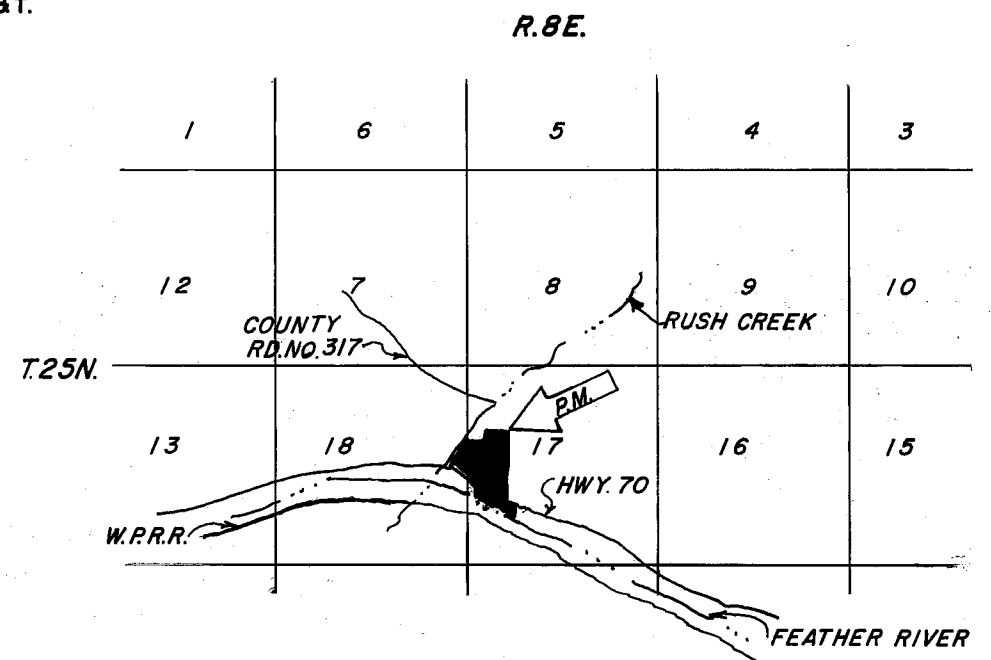 &T.
R.8E.
1 6 5 4 3
12 7 8 9 10
COUNTY
RD.NO.317
RUSH CREEK
T.25N.
P.M.
13 18 17 16 15
HWY. 70
W.P.R.R.
FEATHER RIVER